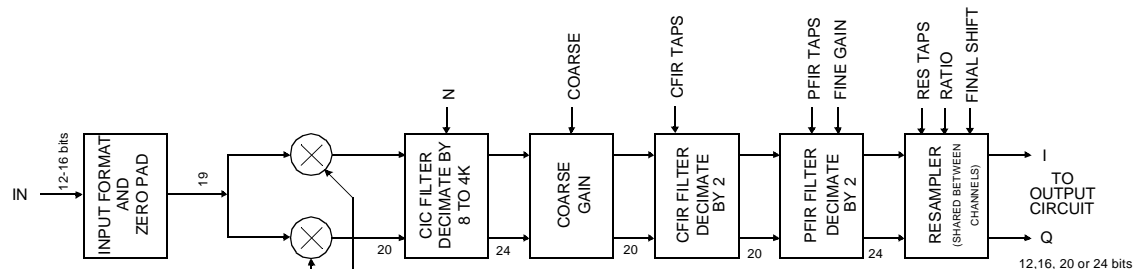 IN
12-16 bits
INPUT FORMAT
AND
ZERO PAD
19
20
N
CIC FILTER
DECIMATE BY
8 TO 4K
24
COARSE
COARSE
GAIN
20
CFIR TAPS
CFIR FILTER
DECIMATE
BY 2
20
PFIR TAPS
FINE GAIN
PFIR FILTER
DECIMATE
BY 2
24
RES TAPS
RATIO
FINAL SHIFT
RESAMPLER
(SHARED BETWEEN
CHANNELS)
I
TO
OUTPUT
CIRCUIT
Q
12,16, 20 or 24 bits